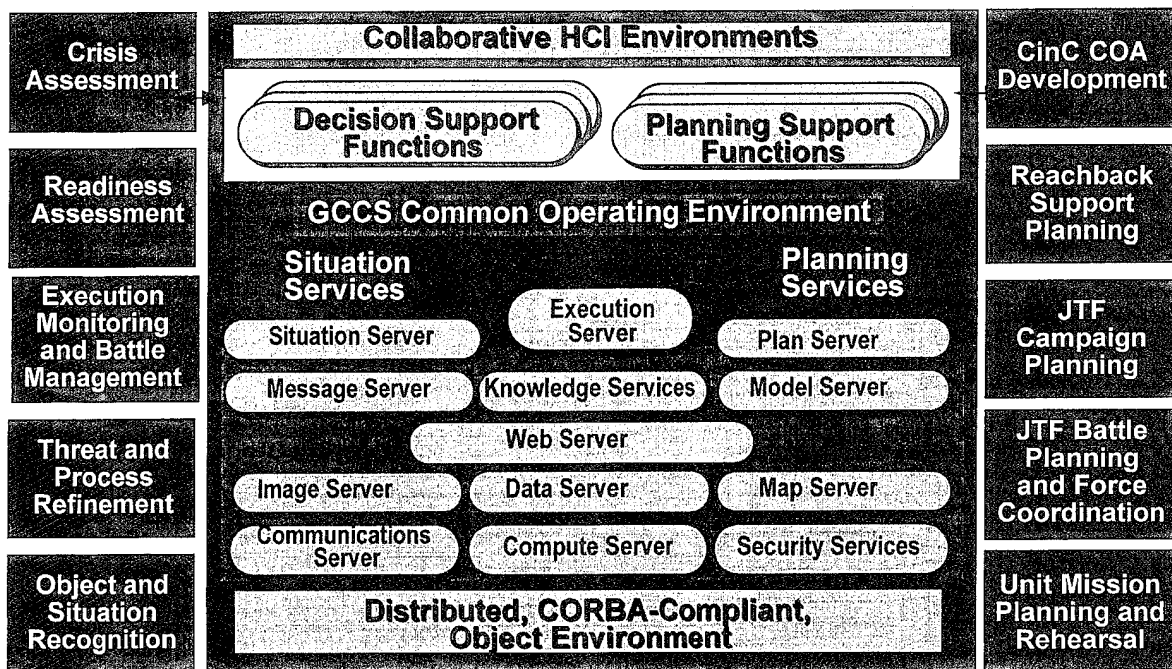 Crisis
Assessment
Readiness
Assessment
Execution
Monitoring
and Battle
Management
Threat and
Process
Refinement
Object and
Situation
Recognition
Collaborative HCI Environments
Decision Support
Functions
Planning Support
Functions
GCCS Common Operating Environment
Situation
Services
Planning
Services
Execution
Server
Situation Server
Plan Server
Message Server
Knowledge Services
Model Server
Web Server
Image Server
Data Server
Map Server
Communications
Server
Compute Server
Security Services
Distributed, CORBA-Compliant,
Object Environment
CinC COA
Development
Reachback
Support
Planning
JTF
Campaign
Planning
JTF Battle
Planning
and Force
Coordination
Unit Mission
Planning and
Rehearsal